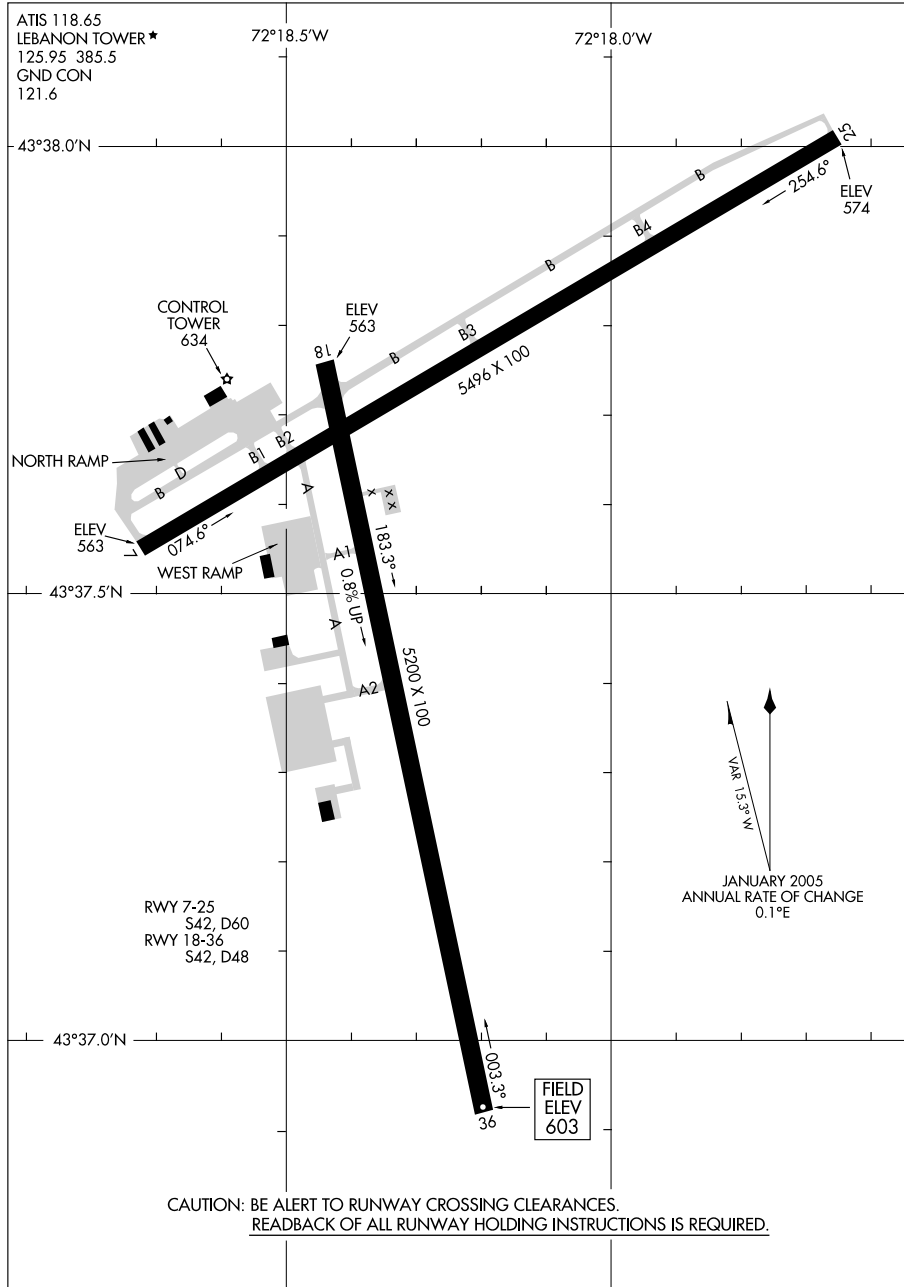 ATIS 118.65
LEBANON TOWER★
125.95 385.5
GND CON
121.6
72°18.5'W
72°18.0'W
43°38.0'N
25
254.6°
ELEV
574
B
B4
B
CONTROL
TOWER
634
ELEV
563
18
B3
B
5496 X 100
B2
B1
NORTH RAMP
D
B
A
X
X
X
ELEV
563
7
074.6°
183.3°
WEST RAMP
A1
0.8% UP
43°37.5'N
A
5200 X 100
A2
VAR 15.3° W
JANUARY 2005
ANNUAL RATE OF CHANGE
0.1°E
RWY 7-25
S42, D60
RWY 18-36
S42, D48
43°37.0'N
003.3°
FIELD
ELEV
603
36
CAUTION: BE ALERT TO RUNWAY CROSSING CLEARANCES.
READBACK OF ALL RUNWAY HOLDING INSTRUCTIONS IS REQUIRED.